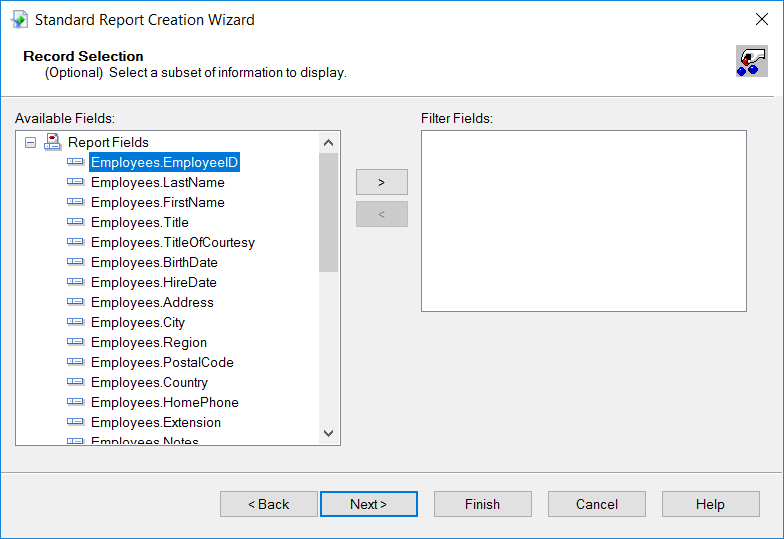 Standard Report Creation Wizard
Record Selection
(Optional) Select a subset of information to display.
Available Fields:
Filter Fields:
Report Fields
Employees.EmployeeID
Employees.LastName
Employees.FirstName
Employees.Title
Employees.TitleOfCourtesy
Employees.BirthDate
Employees.HireDate
Employees.Address
Employees.City
Employees.Region
Employees.PostalCode
Employees.Country
Employees.HomePhone
Employees.Extension
Employees.Notes
>
<
< Back
Next >
Finish
Cancel
Help